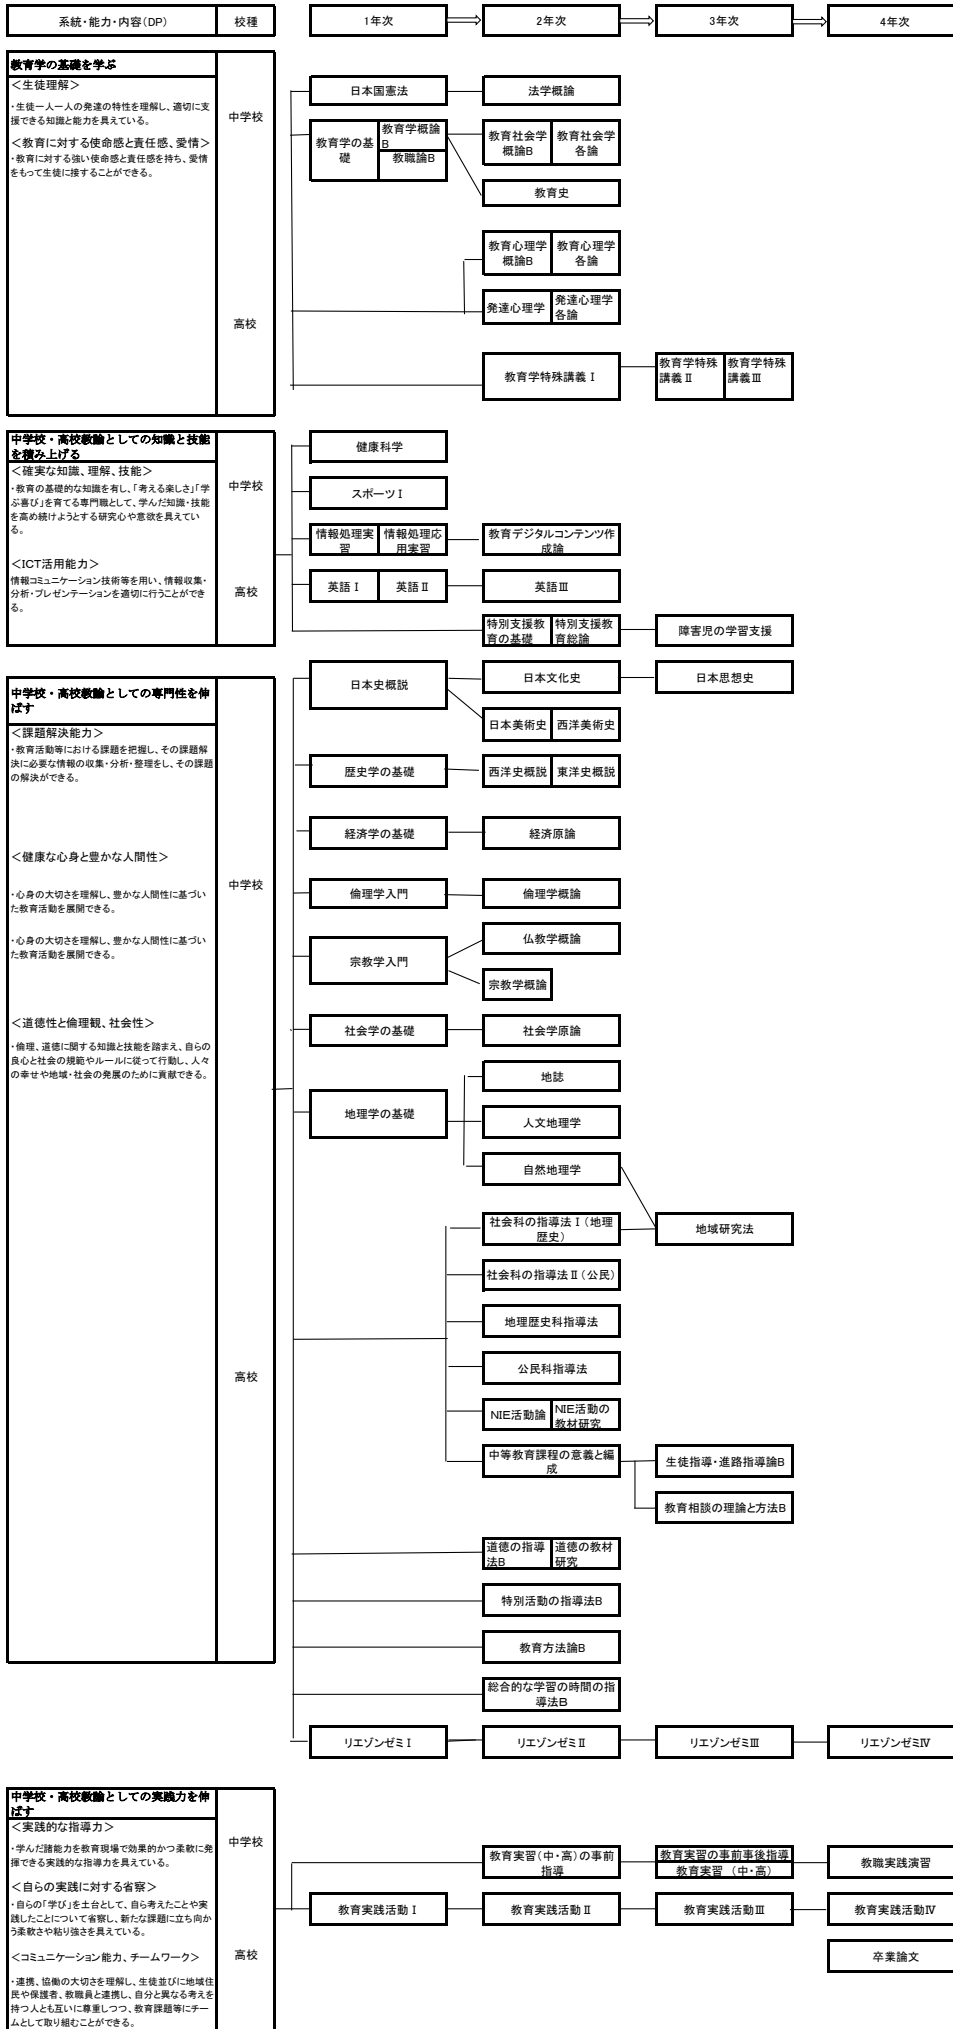 系統・能力・内容(DP)
校種
1年次
2年次
3年次
4年次
教育学の基礎を学ぶ
<生徒理解>
・生徒一人一人の発達の特性を理解し、適切に支
援できる知識と能力を具えている。
<教育に対する使命感と責任感、愛情>
・教育に対する強い使命感と責任感を持ち、愛情
をもって生徒に接することができる。
中学校
高校
日本国憲法
法学概論
教育学の基
礎
教育学概論
B
教職論B
教育社会学
概論B
教育社会学
各論
教育史
教育心理学
概論B
教育心理学
各論
発達心理学
発達心理学
各論
教育学特殊講義Ⅰ
教育学特殊
講義Ⅱ
教育学特殊
講義Ⅲ
中学校・高校教諭としての知識と技能
を積み上げる
<確実な知識、理解、技能>
・教育の基礎的な知識を有し、「考える楽しさ」「学
ぶ喜び」を育てる専門職として、学んだ知識・技能
を高め続けようとする研究心や意欲を具えてい
る。
<ICT活用能力>
情報コミュニケーション技術等を用い、情報収集・
分析・プレゼンテーションを適切に行うことができ
る。
中学校
高校
健康科学
スポーツⅠ
情報処理実
習
情報処理応
用実習
教育デジタルコンテンツ作
成論
英語Ⅰ
英語Ⅱ
英語Ⅲ
特別支援教
育の基礎
特別支援教
育総論
障害児の学習支援
中学校・高校教諭としての専門性を伸
ばす
<課題解決能力>
・教育活動等における課題を把握し、その課題解
決に必要な情報の収集・分析・整理をし、その課題
の解決ができる。
<健康な心身と豊かな人間性>
・心身の大切さを理解し、豊かな人間性に基づい
た教育活動を展開できる。
・心身の大切さを理解し、豊かな人間性に基づい
た教育活動を展開できる。
<道徳性と倫理観、社会性>
・倫理、道徳に関する知識と技能を踏まえ、自らの
良心と社会の規範やルールに従って行動し、人々
の幸せや地域・社会の発展のために貢献できる。
中学校
高校
日本史概説
日本文化史
日本思想史
日本美術史
西洋美術史
歴史学の基礎
西洋史概説
東洋史概説
経済学の基礎
経済原論
倫理学入門
倫理学概論
宗教学入門
仏教学概論
宗教学概論
社会学の基礎
社会学原論
地理学の基礎
地誌
人文地理学
自然地理学
社会科の指導法Ⅰ(地理
歴史)
地域研究法
社会科の指導法Ⅱ(公民)
地理歴史科指導法
公民科指導法
NIE活動論
NIE活動の
教材研究
中等教育課程の意義と編
成
生徒指導・進路指導論B
教育相談の理論と方法B
道徳の指導
法B
道徳の教材
研究
特別活動の指導法B
教育方法論B
総合的な学習の時間の指
導法B
リエゾンゼミⅠ
リエゾンゼミⅡ
リエゾンゼミⅢ
リエゾンゼミⅣ
中学校・高校教諭としての実践力を伸
ばす
<実践的な指導力>
・学んだ諸能力を教育現場で効果的かつ柔軟に発
揮できる実践的な指導力を具えている。
<自らの実践に対する省察>
・自らの「学び」を土台として、自ら考えたことや実
践したことについて省察し、新たな課題に立ち向か
う柔軟さや粘り強さを具えている。
<コミュニケーション能力、チームワーク>
・連携、協働の大切さを理解し、生徒並びに地域住
民や保護者、教職員と連携し、自分と異なる考えを
持つ人とも互いに尊重しつつ、教育課題等にチー
ムとして取り組むことができる。
中学校
高校
教育実習(中・高)の事前
指導
教育実習の事前事後指導
教育実習 (中・高)
教職実践演習
教育実践活動Ⅰ
教育実践活動Ⅱ
教育実践活動Ⅲ
教育実践活動Ⅳ
卒業論文